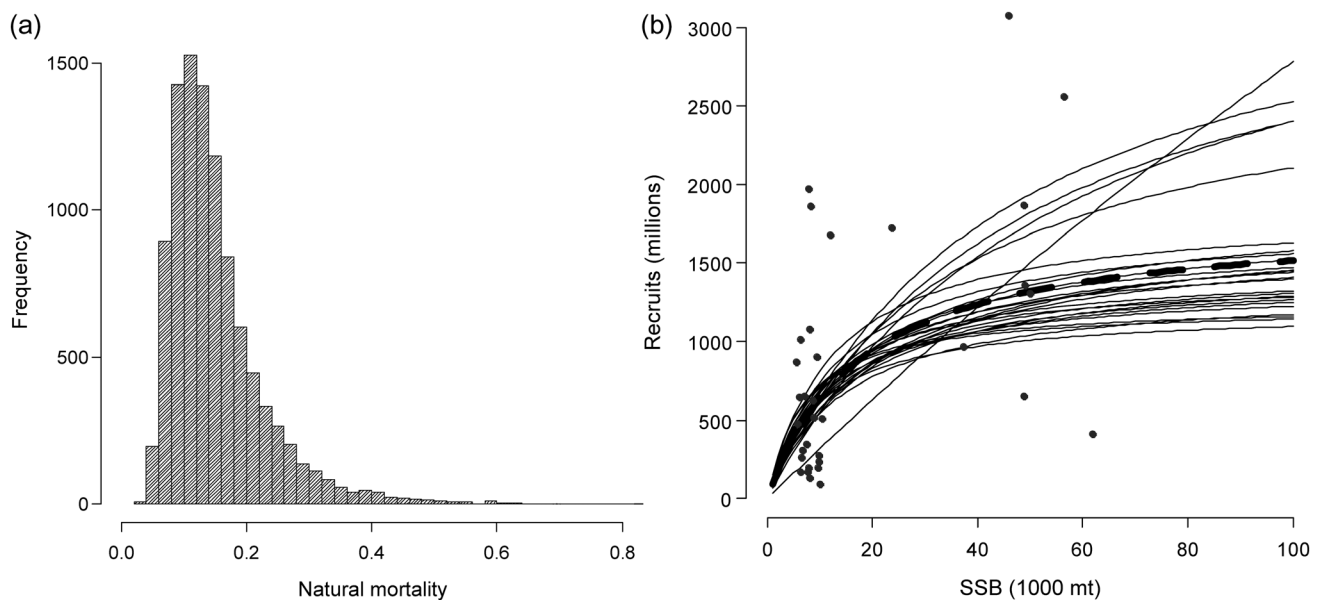 (a)
Frequency
1500
1000
500
0
0.0 0.2 0.4 0.6 0.8
Natural mortality
(b)
Recruits (millions)
3000
2500
2000
1500
1000
500
0
0 20 40 60 80 100
SSB (1000 mt)